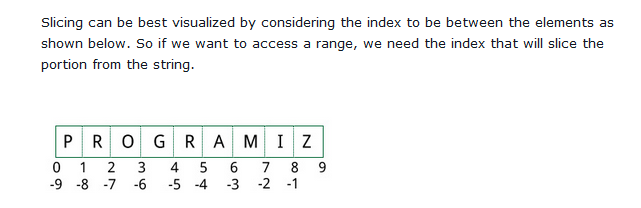 Slicing can be best visualized by considering the index to be between the elements as
shown below. So if we want to access a range, we need the index that will slice the
portion from the string.
P R O G R A M I Z
0 1 2 3 4 5 6 7 8 9
-9 -8 -7 -6 -5 -4 -3 -2 -1